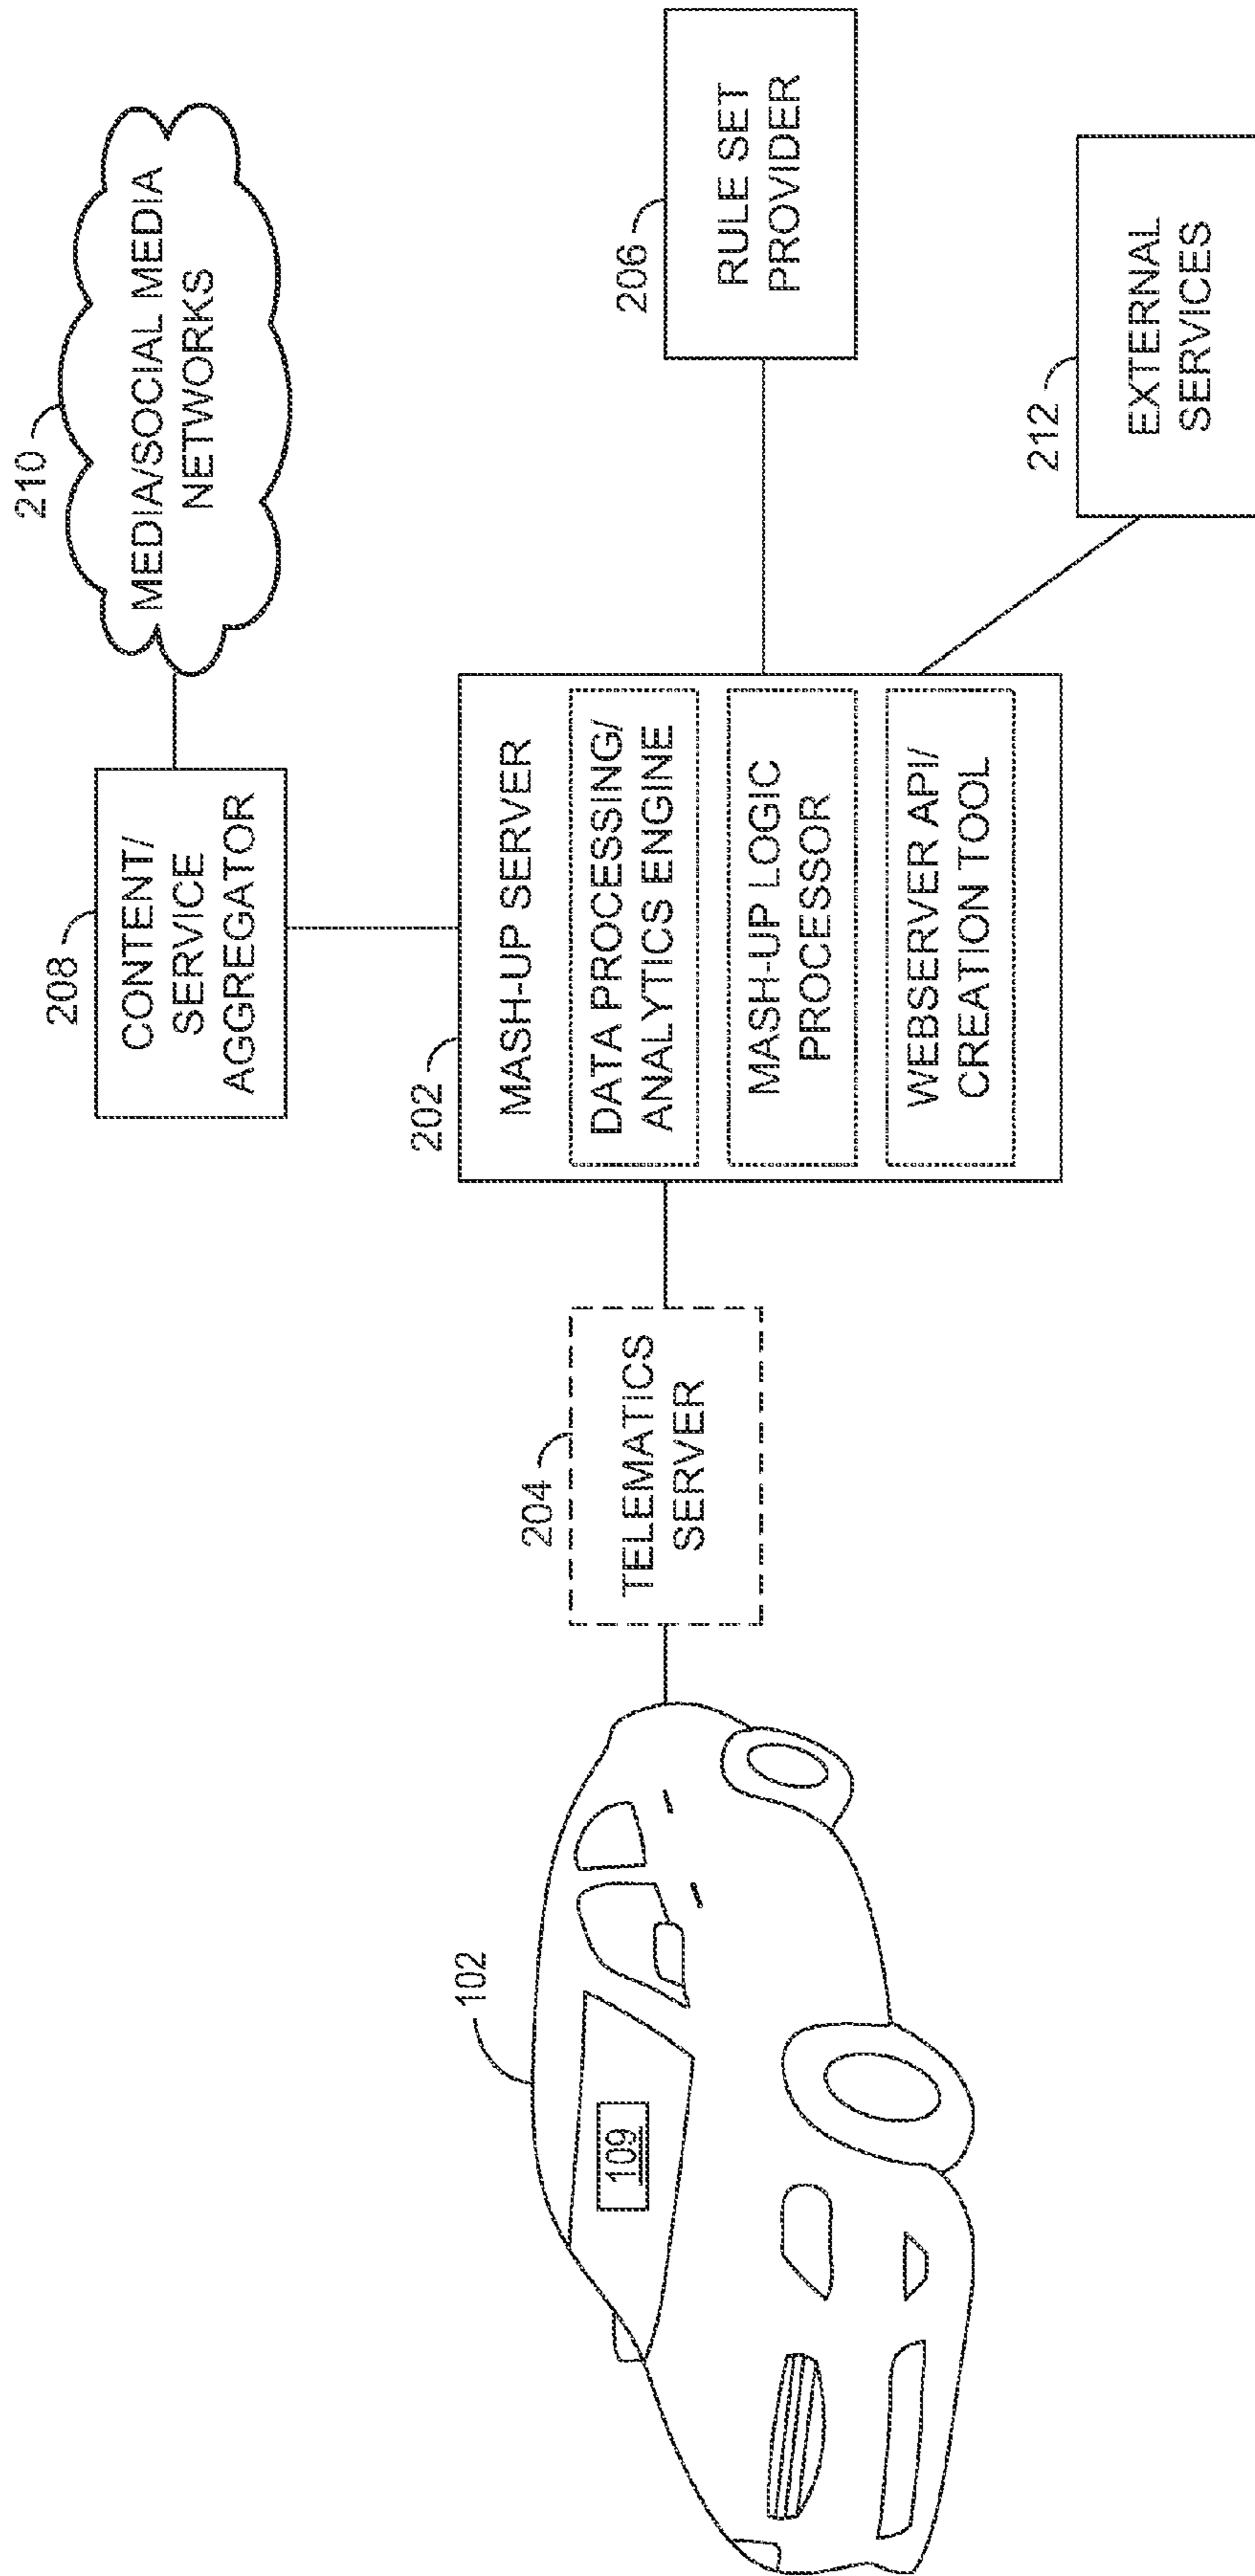 210
MEDIA/SOCIAL MEDIA
NETWORKS
208
CONTENT/
SERVICE
AGGREGATOR
202
MASH-UP SERVER
DATA PROCESSING/
ANALYTICS ENGINE
MASH-UP LOGIC
PROCESSOR
WEBSERVER API/
CREATION TOOL
206
RULE SET
PROVIDER
212
EXTERNAL
SERVICES
204
TELEMATICS
SERVER
102
109